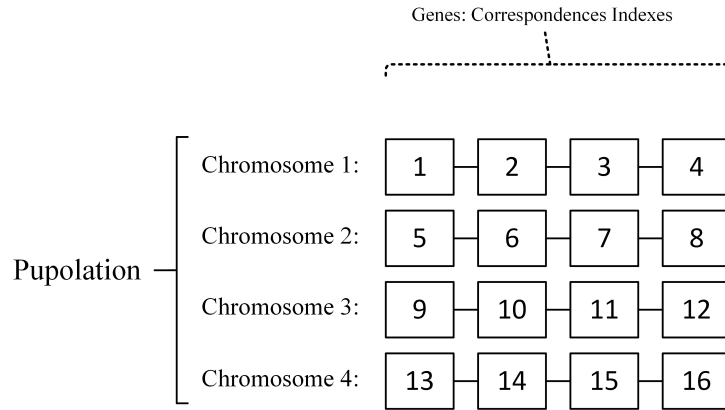 Genes: Correspondences Indexes
Chromosome 1: 1 2 3 4
Chromosome 2: 5 6 7 8
Pupolation
Chromosome 3: 9 10 11 12
Chromosome 4: 13 14 15 16